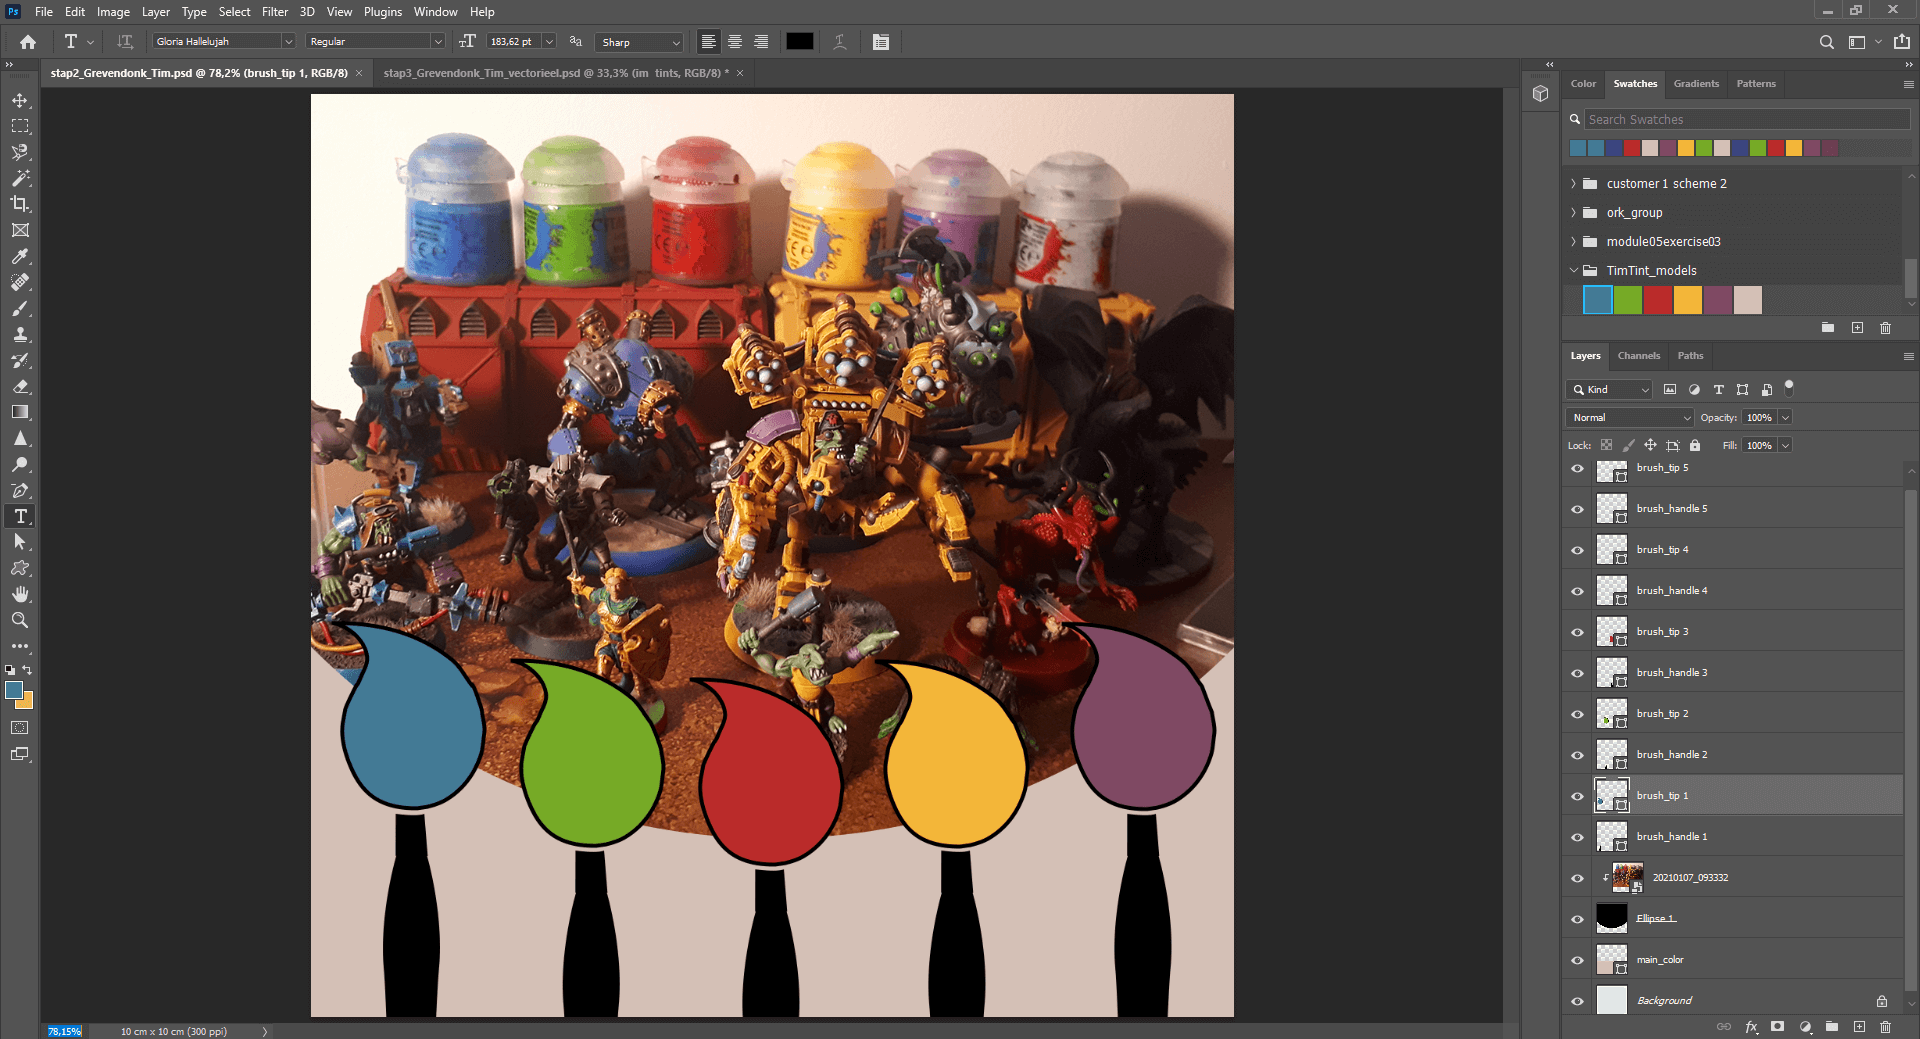 Ps File Edit Image Layer Type Select Filter 3D View Plugins Window Help
T Gloria Hallelujah Regular 183,62 pt Sharp
stap2_Grevendonk_Tim.psd @ 78,2% (brush_tip 1, RGB/8) × stap3_Grevendonk_Tim_vectorieel.psd @ 33,3% (im tints, RGB/8) * ×
Color Swatches Gradients Patterns
Search Swatches
customer 1 scheme 2
ork_group
module05exercise03
TimTint_models
Layers Channels Paths
Kind
Normal Opacity: 100%
Lock: Fill: 100%
brush_tip 5
brush_handle 5
brush_tip 4
brush_handle 4
brush_tip 3
brush_handle 3
brush_tip 2
brush_handle 2
brush_tip 1
brush_handle 1
20210107_093332
Ellipse 1
main_color
Background
fx
78,15% 10 cm x 10 cm (300 ppi)